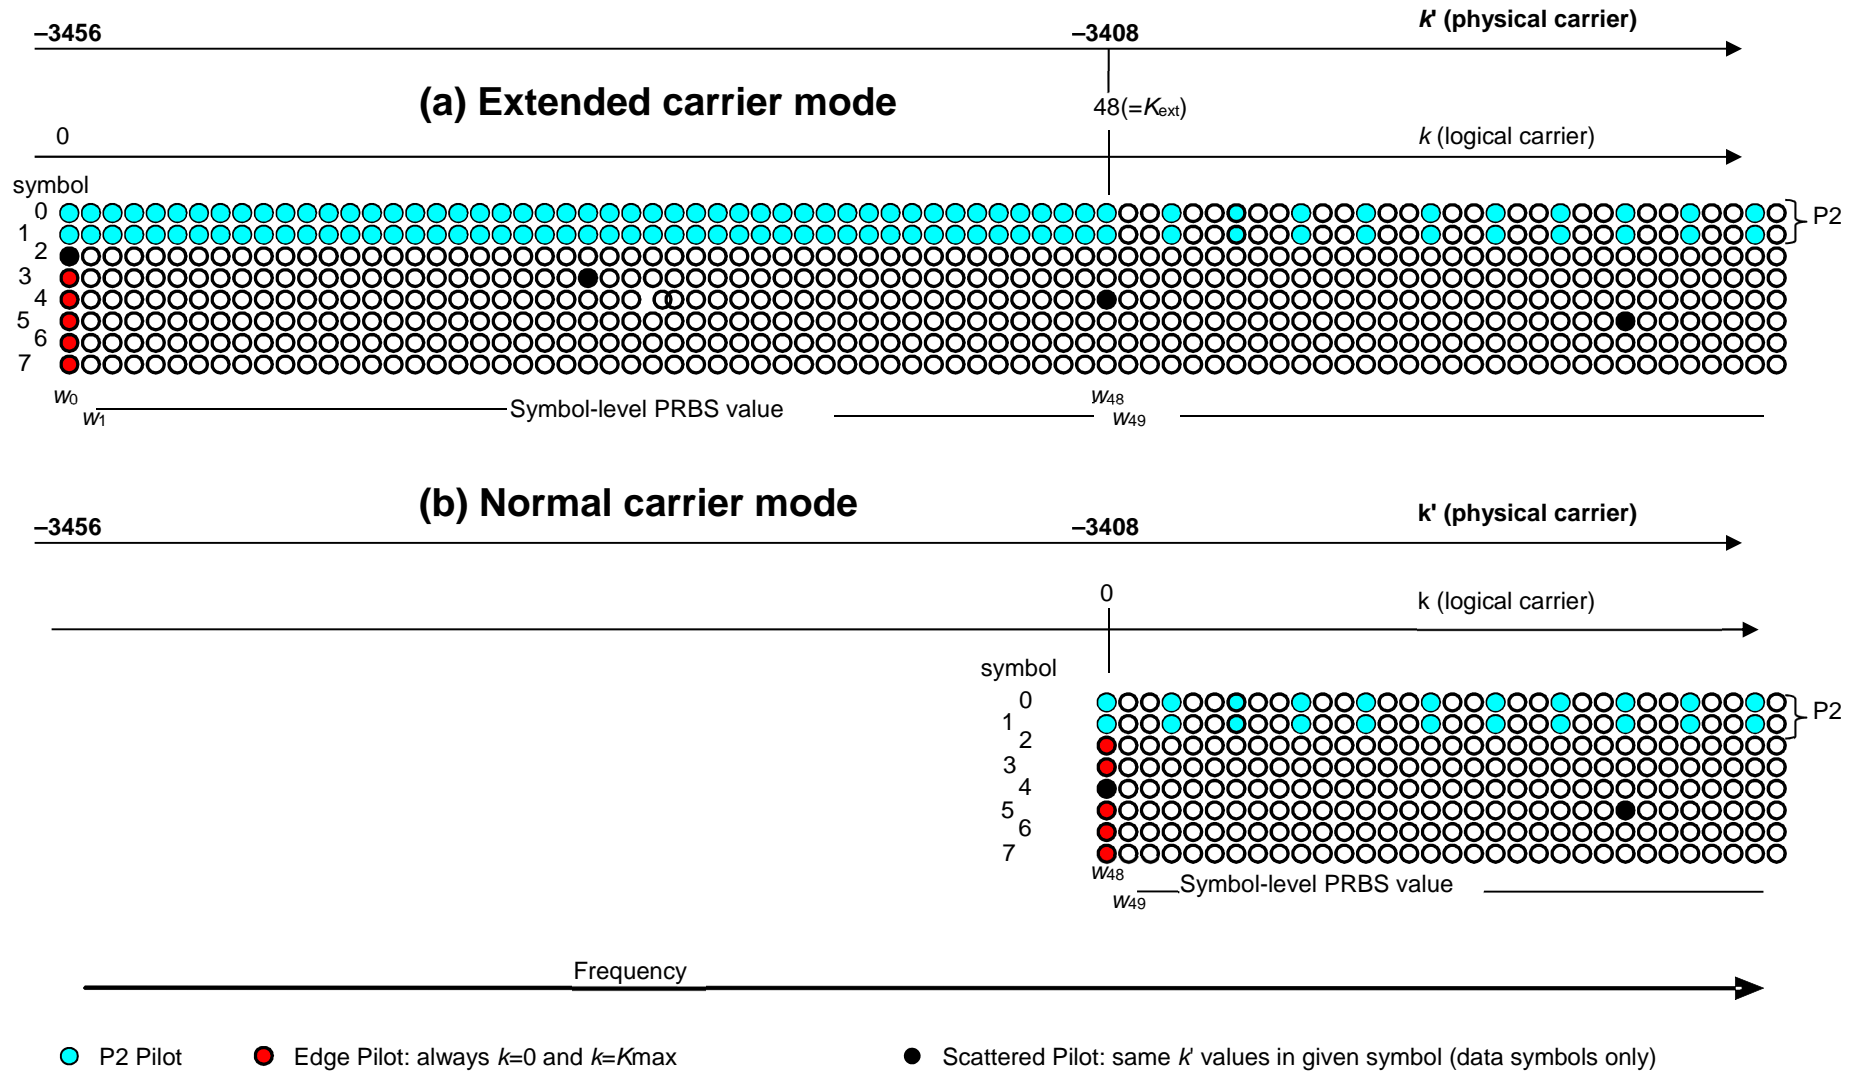 k' (physical carrier)
–3456 –3408
(a) Extended carrier mode
48(=Kext)
0 k (logical carrier)
symbol
0
P2
1
2
3
4
5
6
7
w0 w48
w1 Symbol-level PRBS value w49
(b) Normal carrier mode
k' (physical carrier)
–3456 –3408
0 k (logical carrier)
symbol
0
P2
1
2
3
4
5
6
7
w48
w49 Symbol-level PRBS value
Frequency
P2 Pilot Edge Pilot: always k=0 and k=Kmax Scattered Pilot: same k' values in given symbol (data symbols only)